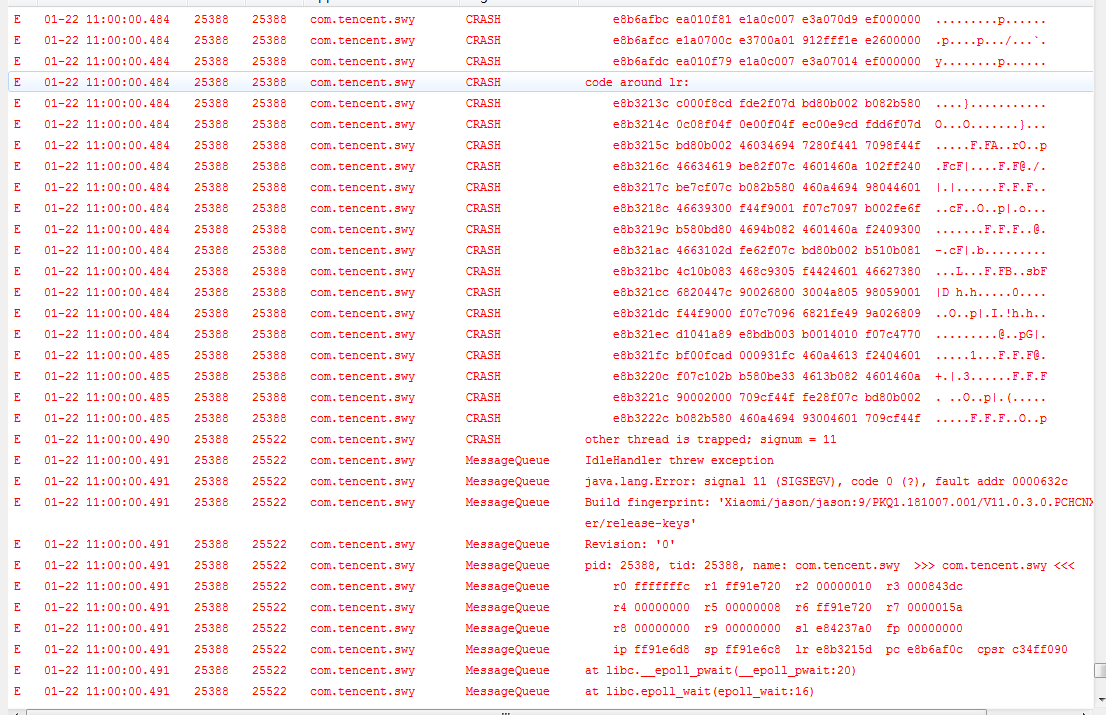 E 01-22 11:00:00.484 25388 25388 com.tencent.swy CRASH e8b6afbc ea010f81 e1a0c007 e3a070d9 ef000000 .........p......
E 01-22 11:00:00.484 25388 25388 com.tencent.swy CRASH e8b6afcc e1a0700c e3700a01 912fff1e e2600000 .p....p.../...`.
E 01-22 11:00:00.484 25388 25388 com.tencent.swy CRASH e8b6afdc ea010f79 e1a0c007 e3a07014 ef000000 y........p......
E 01-22 11:00:00.484 25388 25388 com.tencent.swy CRASH code around lr:
E 01-22 11:00:00.484 25388 25388 com.tencent.swy CRASH e8b3213c c000f8cd fde2f07d bd80b002 b082b580 ....}...........
E 01-22 11:00:00.484 25388 25388 com.tencent.swy CRASH e8b3214c 0c08f04f 0e00f04f ec00e9cd fdd6f07d O...O.......}...
E 01-22 11:00:00.484 25388 25388 com.tencent.swy CRASH e8b3215c bd80b002 46034694 7280f441 7098f44f .....F.FA..rO..p
E 01-22 11:00:00.484 25388 25388 com.tencent.swy CRASH e8b3216c 46634619 be82f07c 4601460a 102ff240 .FcF|....F.F@./.
E 01-22 11:00:00.484 25388 25388 com.tencent.swy CRASH e8b3217c be7cf07c b082b580 460a4694 98044601 |.|......F.F.F..
E 01-22 11:00:00.484 25388 25388 com.tencent.swy CRASH e8b3218c 46639300 f44f9001 f07c7097 b002fe6f ..cF..O..p|.o...
E 01-22 11:00:00.484 25388 25388 com.tencent.swy CRASH e8b3219c b580bd80 4694b082 4601460a f2409300 .......F.F.F..@.
E 01-22 11:00:00.484 25388 25388 com.tencent.swy CRASH e8b321ac 4663102d fe62f07c bd80b002 b510b081 -.cF|.b.........
E 01-22 11:00:00.484 25388 25388 com.tencent.swy CRASH e8b321bc 4c10b083 468c9305 f4424601 46627380 ...L...F.FB..sbF
E 01-22 11:00:00.484 25388 25388 com.tencent.swy CRASH e8b321cc 6820447c 90026800 3004a805 98059001 |D h.h.....0....
E 01-22 11:00:00.484 25388 25388 com.tencent.swy CRASH e8b321dc f44f9000 f07c7096 6821fe49 9a026809 ..O..p|.I.!h.h..
E 01-22 11:00:00.484 25388 25388 com.tencent.swy CRASH e8b321ec d1041a89 e8bdb003 b0014010 f07c4770 .........@..pG|.
E 01-22 11:00:00.485 25388 25388 com.tencent.swy CRASH e8b321fc bf00fcad 000931fc 460a4613 f2404601 .....1...F.F.F@.
E 01-22 11:00:00.485 25388 25388 com.tencent.swy CRASH e8b3220c f07c102b b580be33 4613b082 4601460a +.|.3......F.F.F
E 01-22 11:00:00.485 25388 25388 com.tencent.swy CRASH e8b3221c 90002000 709cf44f fe28f07c bd80b002 . ..O..p|.(.....
E 01-22 11:00:00.485 25388 25388 com.tencent.swy CRASH e8b3222c b082b580 460a4694 93004601 709cf44f .....F.F.F..O..p
E 01-22 11:00:00.490 25388 25522 com.tencent.swy CRASH other thread is trapped; signum = 11
E 01-22 11:00:00.491 25388 25522 com.tencent.swy MessageQueue IdleHandler threw exception
E 01-22 11:00:00.491 25388 25522 com.tencent.swy MessageQueue java.lang.Error: signal 11 (SIGSEGV), code 0 (?), fault addr 0000632c
E 01-22 11:00:00.491 25388 25522 com.tencent.swy MessageQueue Build fingerprint: 'Xiaomi/jason/jason:9/PKQ1.181007.001/V11.0.3.0.PCHCNX
er/release-keys'
E 01-22 11:00:00.491 25388 25522 com.tencent.swy MessageQueue Revision: '0'
E 01-22 11:00:00.491 25388 25522 com.tencent.swy MessageQueue pid: 25388, tid: 25388, name: com.tencent.swy >>> com.tencent.swy <<<
E 01-22 11:00:00.491 25388 25522 com.tencent.swy MessageQueue r0 fffffffc r1 ff91e720 r2 00000010 r3 000843dc
E 01-22 11:00:00.491 25388 25522 com.tencent.swy MessageQueue r4 00000000 r5 00000008 r6 ff91e720 r7 0000015a
E 01-22 11:00:00.491 25388 25522 com.tencent.swy MessageQueue r8 00000000 r9 00000000 sl e84237a0 fp 00000000
E 01-22 11:00:00.491 25388 25522 com.tencent.swy MessageQueue ip ff91e6d8 sp ff91e6c8 lr e8b3215d pc e8b6af0c cpsr c34ff090
E 01-22 11:00:00.491 25388 25522 com.tencent.swy MessageQueue at libc.__epoll_pwait(__epoll_pwait:20)
E 01-22 11:00:00.491 25388 25522 com.tencent.swy MessageQueue at libc.epoll_wait(epoll_wait:16)